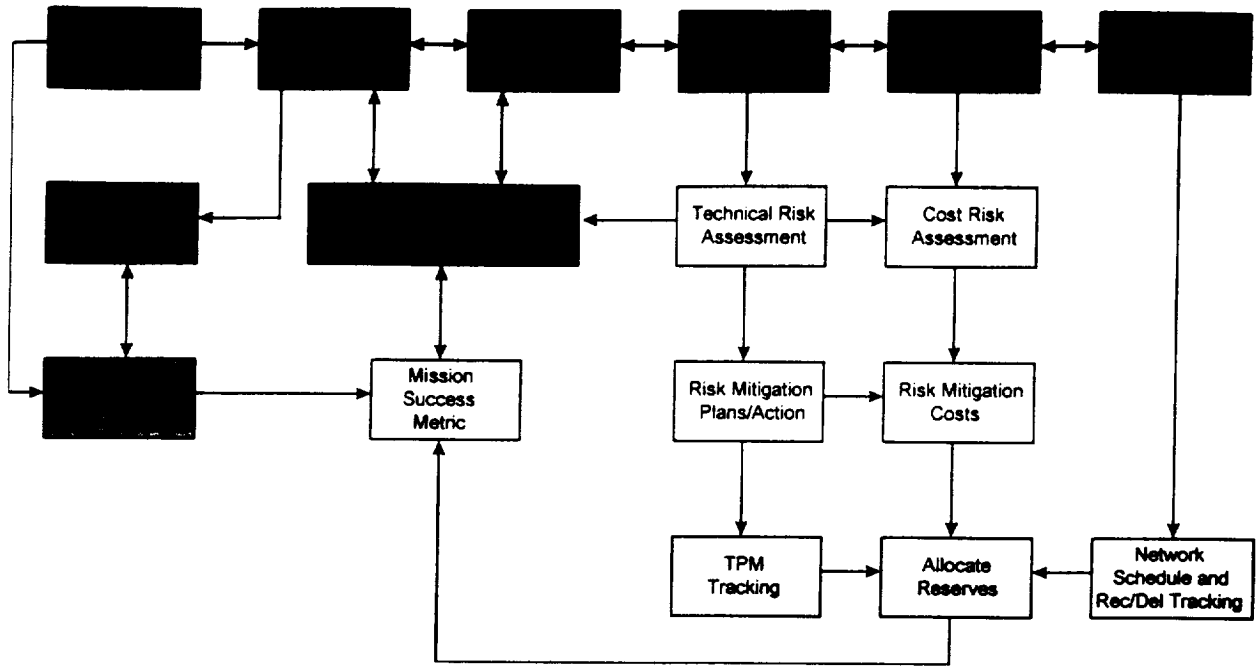 Technical Risk
Assessment
Cost Risk
Assessment
Mission
Success
Metric
Risk Mitigation
Plans/Action
Risk Mitigation
Costs
TPM
Tracking
Allocate
Reserves
Network
Schedule and
Rec/Del Tracking